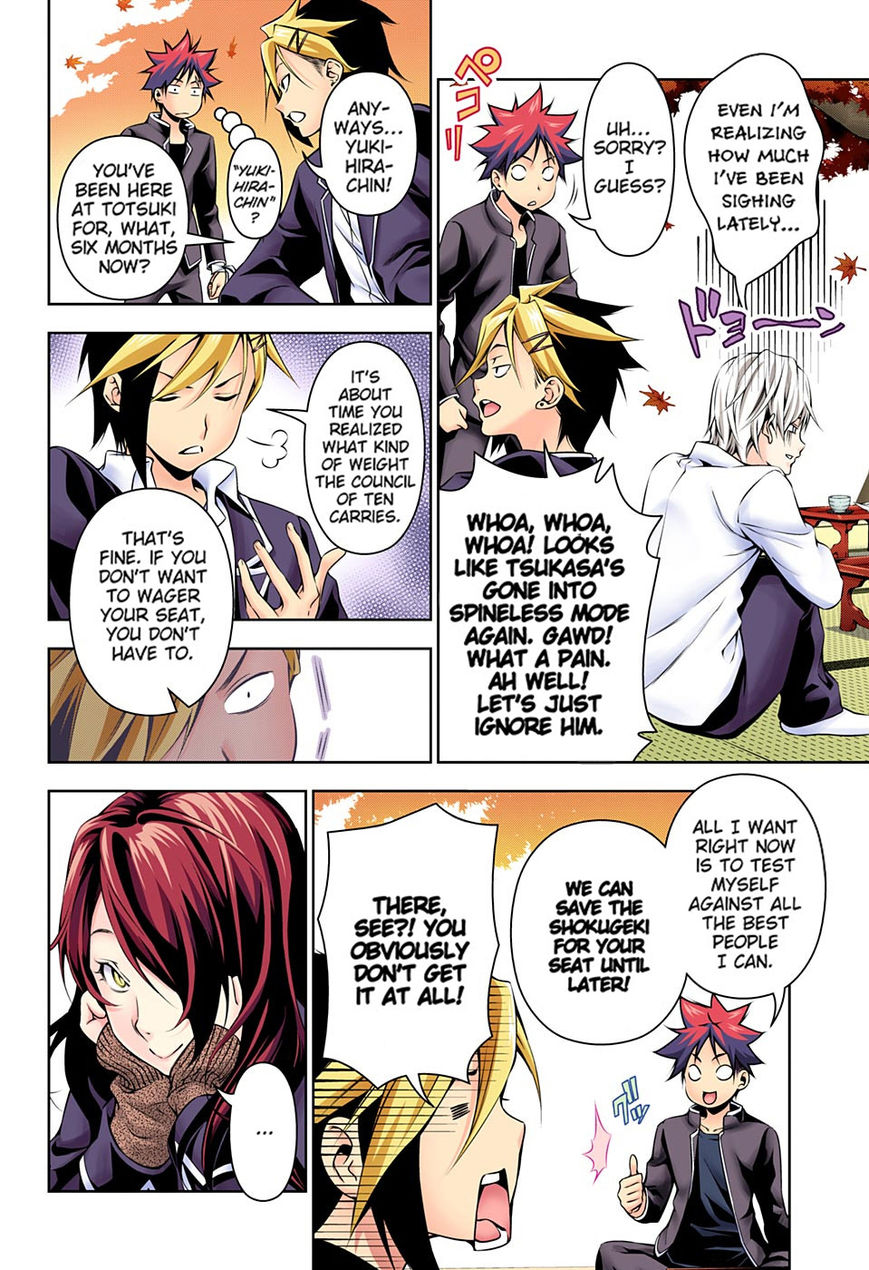 EVEN I'M
REALIZING
HOW MUCH
I'VE BEEN
SIGHING
LATELY...
ドヨーーン
UH...
SORRY?
I
GUESS?
ペコッ
WHOA, WHOA,
WHOA! LOOKS
LIKE TSUKASA'S
GONE INTO
SPINELESS MODE
AGAIN. GAWD!
WHAT A PAIN.
AH WELL!
LET'S JUST
IGNORE HIM.
ANY-
WAYS...
YUKI-
HIRA-
CHIN!
"YUKI-
HIRA-
CHIN"
?
YOU'VE
BEEN HERE
AT TOTSUKI
FOR, WHAT,
SIX MONTHS
NOW?
IT'S
ABOUT
TIME YOU
REALIZED
WHAT KIND
OF WEIGHT
THE COUNCIL
OF TEN
CARRIES.
THAT'S
FINE. IF YOU
DON'T WANT
TO WAGER
YOUR SEAT,
YOU DON'T
HAVE TO.
ALL I WANT
RIGHT NOW
IS TO TEST
MYSELF
AGAINST ALL
THE BEST
PEOPLE
I CAN.
WE CAN
SAVE THE
SHOKUGEKI
FOR YOUR
SEAT UNTIL
LATER!
グッ
THERE,
SEE?! YOU
OBVIOUSLY
DON'T GET
IT AT ALL!
...